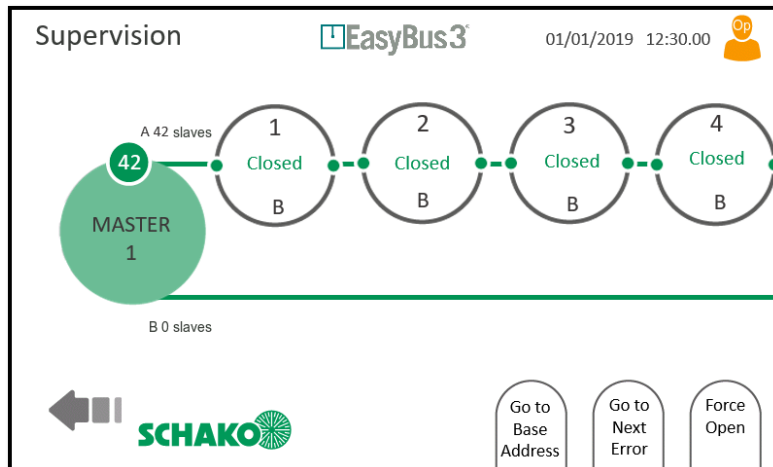 Supervision
EasyBus3
01/01/2019 12:30.00
Op
A 42 slaves
42
MASTER
1
1
Closed
B
2
Closed
B
3
Closed
B
4
Closed
B
B 0 slaves
SCHAKO
Go to
Base
Address
Go to
Next
Error
Force
Open